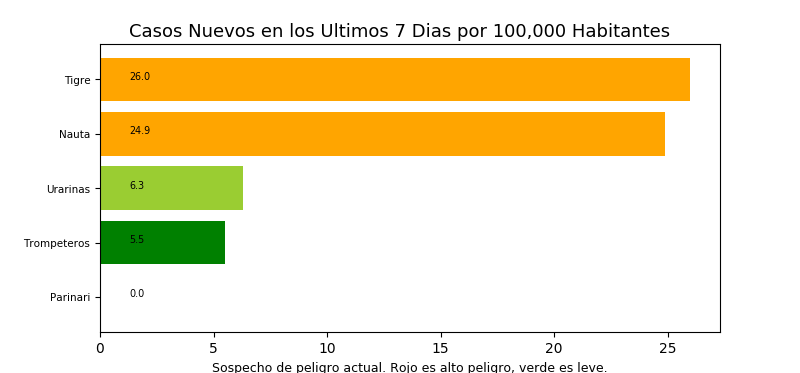 Casos Nuevos en los Ultimos 7 Dias por 100,000 Habitantes
Tigre 26.0
Nauta 24.9
Urarinas 6.3
Trompeteros 5.5
Parinari 0.0
0 5 10 15 20 25
Sospecho de peligro actual. Rojo es alto peligro, verde es leve.